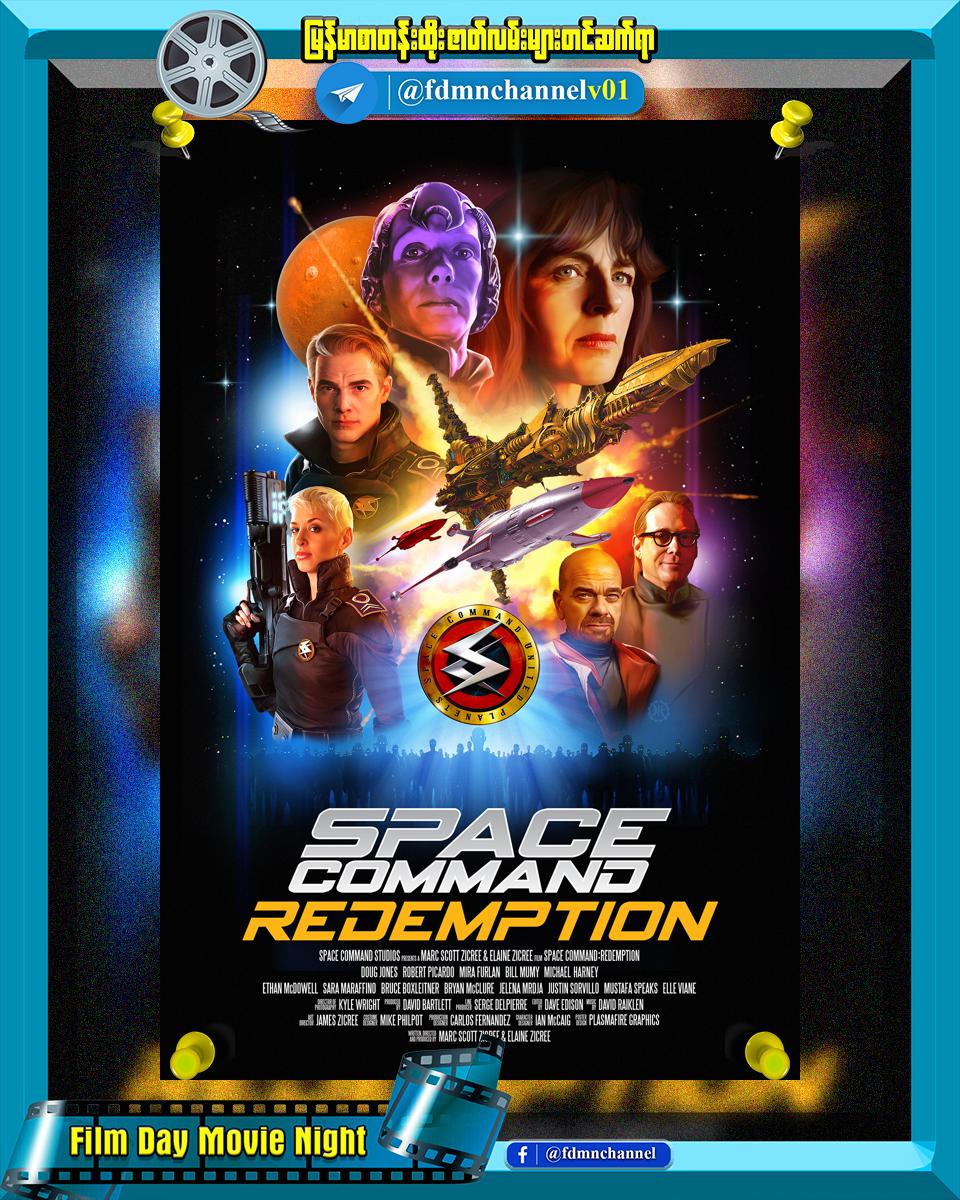 မြန်မာစာတန်းထိုးဇာတ်လမ်းများတင်ဆက်ရာ
@fdmnchannelv01
SPACE COMMAND UNITED PLANETS
SPACE
COMMAND
REDEMPTION
SPACE COMMAND STUDIOS PRESENTS A MARC SCOTT ZICREE & ELAINE ZICREE FILM SPACE COMMAND: REDEMPTION
DOUG JONES ROBERT PICARDO MIRA FURLAN BILL MUMY MICHAEL HARNEY
ETHAN McDOWELL SARA MARAFFINO BRUCE BOXLEITNER BRYAN McCLURE JELENA MRDJA JUSTIN SORVILLO MUSTAFA SPEAKS ELLE VIANE
DIRECTOR OF PHOTOGRAPHY KYLE WRIGHT PRODUCED BY DAVID BARTLETT LINE PRODUCER SERGE DELPIERRE EDITED BY DAVE EDISON MUSIC BY DAVID RAIKLEN
ART DIRECTOR JAMES ZICREE COSTUME DESIGNER MIKE PHILPOT PRODUCTION DESIGNER CARLOS FERNANDEZ CHARACTER DESIGNER IAN McCAIG POSTER DESIGN PLASMAFIRE GRAPHICS
WRITTEN, DIRECTED AND PRODUCED BY MARC SCOTT ZICREE & ELAINE ZICREE
Film Day Movie Night
@fdmnchannel